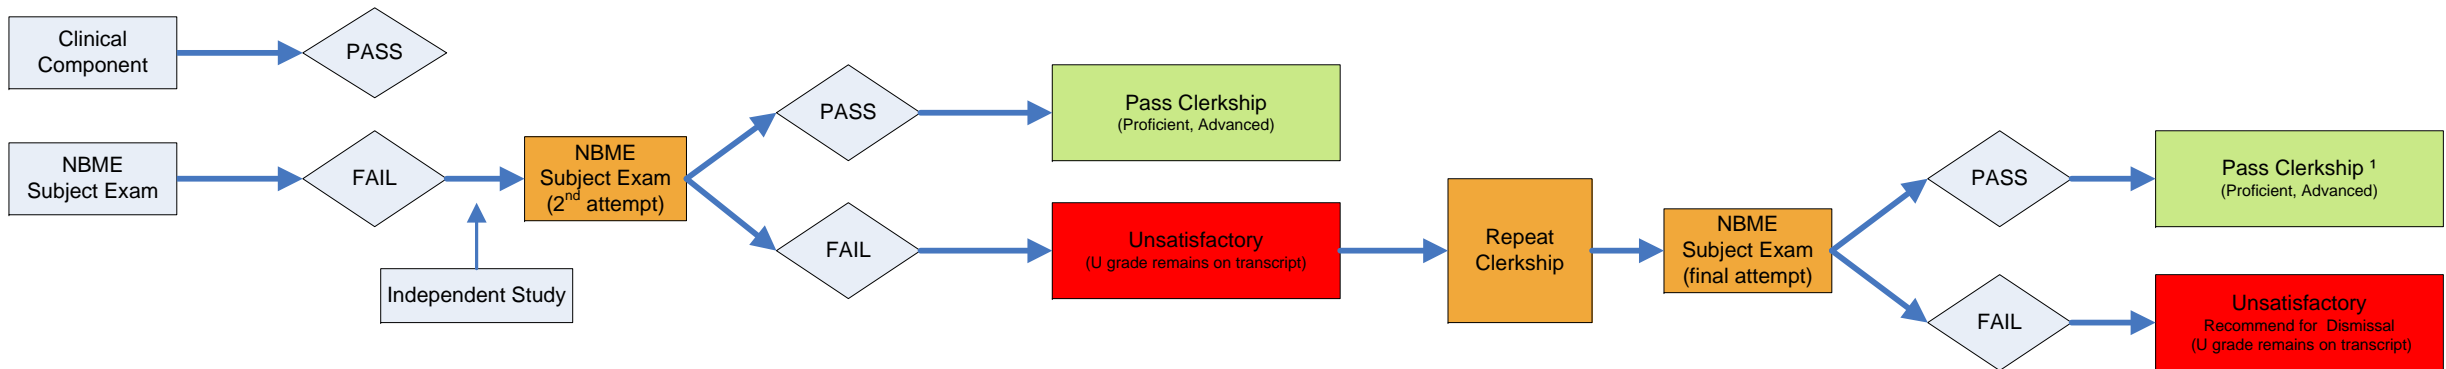 Clinical
Component
PASS
NBME
Subject Exam
FAIL
Independent Study
NBME
Subject Exam
(2nd attempt)
PASS
Pass Clerkship
(Proficient, Advanced)
FAIL
Unsatisfactory
(U grade remains on transcript)
Repeat
Clerkship
NBME
Subject Exam
(final attempt)
PASS
Pass Clerkship ¹
(Proficient, Advanced)
FAIL
Unsatisfactory
Recommend for Dismissal
(U grade remains on transcript)